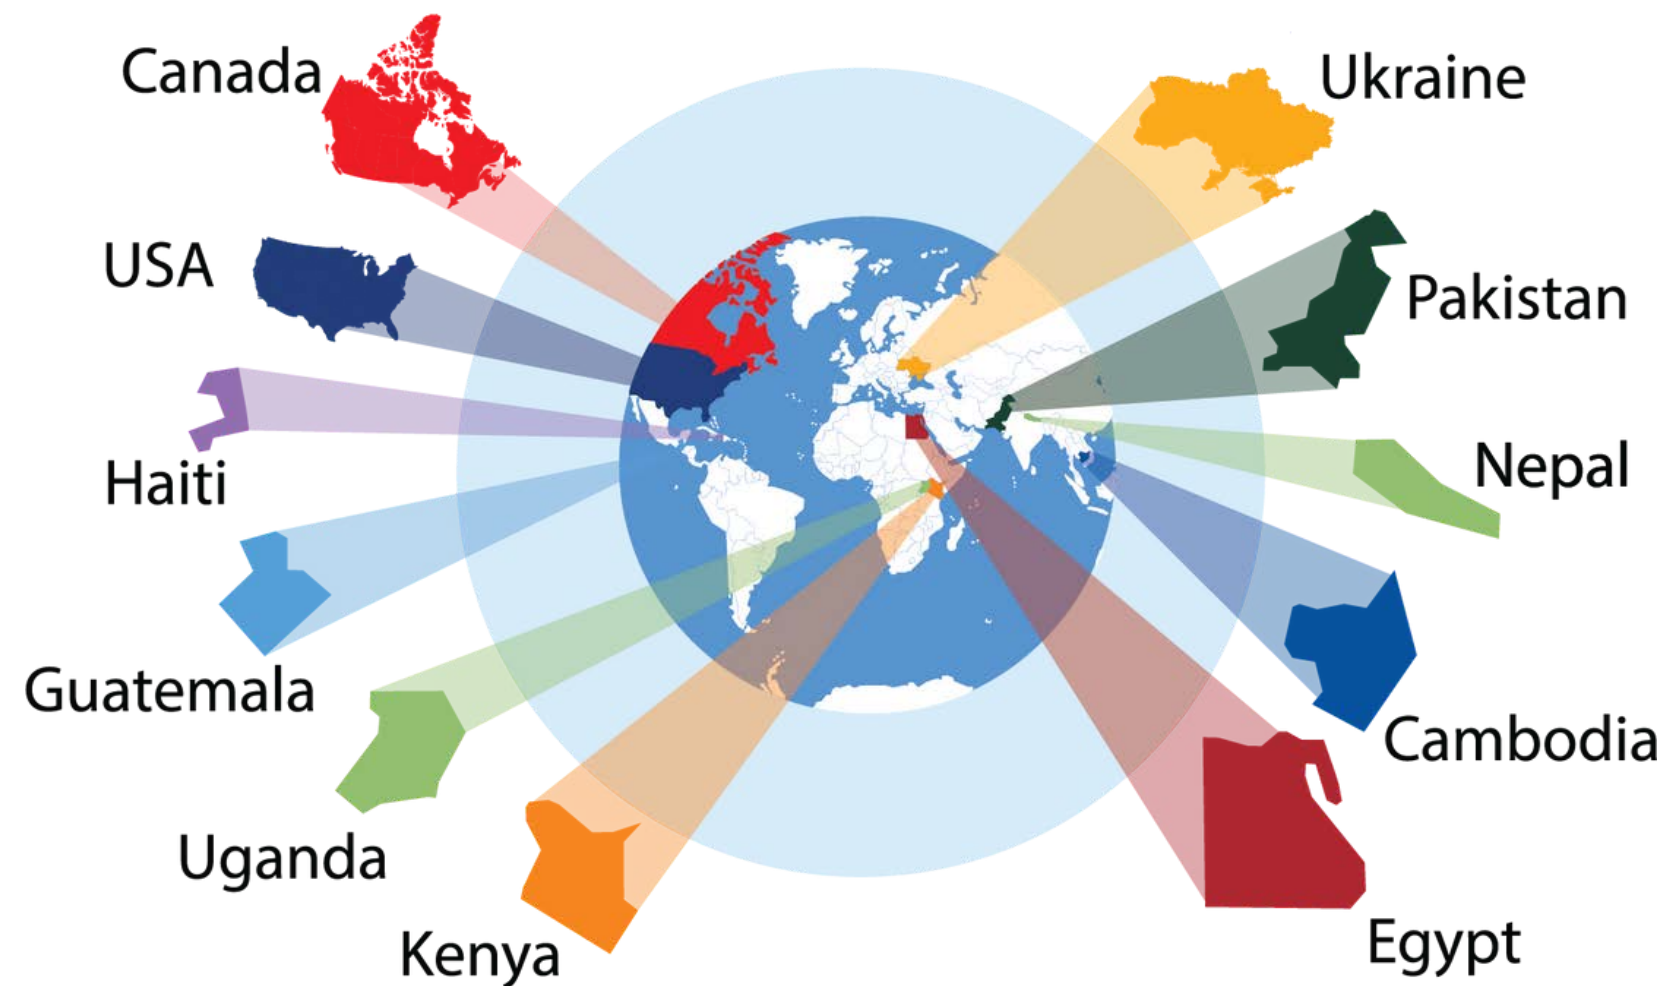 Canada
USA
Haiti
Guatemala
Uganda
Kenya
Ukraine
Pakistan
Nepal
Cambodia
Egypt